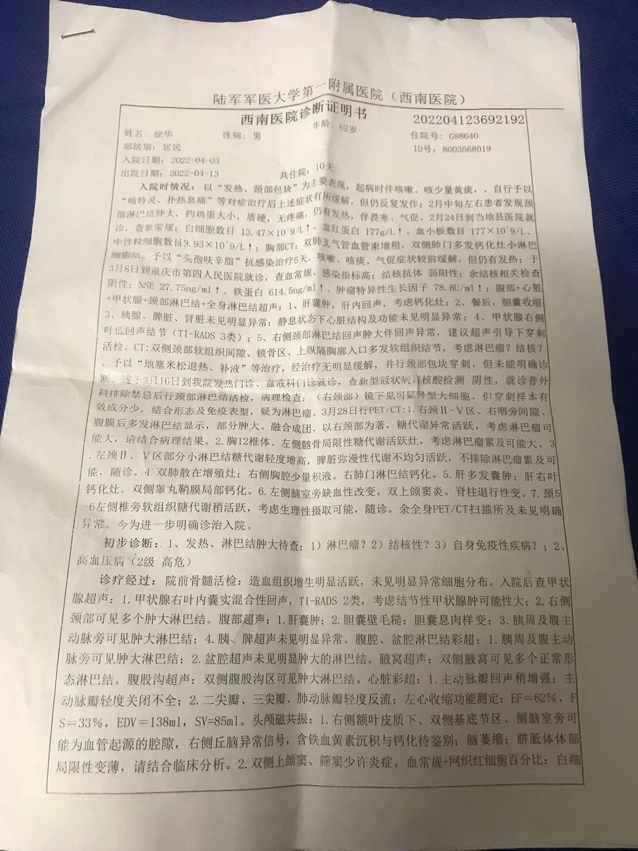 陆军军医大学第一附属医院（西南医院）
西南医院诊断证明书
202204123692192
姓名: 徐华 性别: 男 年龄: 62岁 住院号: G88640
部级别: 居民 ID号: 8003568019
入院日期: 2022-04-03
出院日期: 2022-04-13 共住院: 10天
入院时情况: 以“发热、颈部包块”为主要表现，起病时伴咳嗽、咳少量黄痰，，自行予以
“咳特灵、扑热息痛”等对症治疗后上述症状有所缓解，但仍反复作；2月中旬左右患者发现颈
部淋巴结肿大，约鸡蛋大小，质硬，无疼痛，仍有发热，伴畏寒、气促，2月24日到当地县医院就
诊，查血常规: 白细胞数目 13.47×10~9/L↑、血红蛋白 177g/L↑、血小板数目 177×10~9/L、
中性粒细胞数目9.93×10~9/L↑；胸部CT: 双肺支气管血管束增粗，双侧肺门多发钙化灶小淋巴
予以“头孢呋辛脂”抗感染治疗5天，咳嗽、咳痰、气促症状较前缓解，但仍有发热；于
3月8日到重庆市第四人民医院就诊，查血常规、感染指标高；结核抗体 弱阳性；余结核相关检查
阴性；NSE 27.75ng/ml↑、铁蛋白 614.5ng/ml↑、肿瘤特异性生长因子 78.8U/ml↑；腹部+心脏
+甲状腺+颈部淋巴结+全身淋巴结超声: 1、肝囊肿，肝内回声，考虑钙化灶；2、餐后，胆囊收缩
3、胰腺、脾脏、肾脏未见明显异常；静息状态下心脏结构及功能未见明显异常；4、甲状腺右侧
叶低回声结节（TI-RADS 3类）；5、右侧颈部淋巴结回声肿大伴回声异常，建议超声引导下穿刺
活检。CT:双侧颈部软组织间隙、锁骨区、上纵隔胸廓入口多发软组织结节，考虑淋巴瘤？结核？
，予以“地塞米松退热、补液”等治疗，经治疗无明显缓解，并行颈部包块穿刺，但未能明确诊
断。遂于3月16日到我院发热门诊、血液科门诊就诊，查新型冠状病毒核酸检测 阴性，就诊普外
科排除禁忌后行颈部淋巴结活检，病理检查: （右颈部）镜下见可疑异型大细胞，但穿刺样本有
效成分少，结合形态及免疫表型，疑为淋巴瘤。3月28日行PET/CT:1.右颈II-V区、右咽旁间隙、
腹膜后多发淋巴结显示，部分肿大、融合成团，以右颈部为著，糖代谢异常活跃，考虑淋巴瘤可
能大，请结合病理结果。2.胸12椎体、左侧髂骨局限性糖代谢活跃灶，考虑淋巴瘤累及可能大。3
.左颈Ⅱ、Ⅴ区部分小淋巴结糖代谢轻度增高，脾脏弥漫性代谢不均匀活跃，不排除淋巴瘤累及可
能，随诊。4.双肺散在增殖灶；右侧胸腔少量积液。右肺门淋巴结钙化。5.肝多发囊肿；肝右叶
钙化灶。双侧睾丸鞘膜局部钙化。6.左侧脑室旁缺血性改变。双上颌窦炎。脊柱退行性变。7.颈5
-6左侧椎旁软组织糖代谢稍活跃，考虑生理性摄取可能，随诊。余全身PET/CT扫描所及未见明确
异常。今为进一步明确诊治入院。
初步诊断: 1、发热、淋巴结肿大待查: 1）淋巴瘤？2）结核性？3）自身免疫性疾病？；2、
高血压病（2级 高危）
诊疗经过: 院前骨髓活检: 造血组织增生明显活跃，未见明显异常细胞分布。入院后查甲状
腺超声: 1.甲状腺右叶内囊实混合性回声，TI-RADS 2类，考虑结节性甲状腺肿可能性大；2.右侧
颈部可见多个肿大淋巴结。腹部超声: 1.肝囊肿；2.胆囊壁毛糙；胆囊息肉样变；3.胰周及腹主
动脉旁可见肿大淋巴结；4.胰、脾超声未见明显异常。腹腔、盆腔淋巴结彩超: 1.胰周及腹主动
脉旁可见肿大淋巴结；2.盆腔超声未见明显肿大的淋巴结。腋窝超声: 双侧腋窝可见多个正常形
态淋巴结。腹股沟超声: 双侧腹股沟区可见肿大淋巴结。心脏彩超: 1.主动脉瓣回声稍增强；主
动脉瓣轻度关闭不全；2.二尖瓣、三尖瓣、肺动脉瓣轻度反流；左心收缩功能测定: EF=62%，F
S=33%，EDV=138ml，SV=85ml。头颅磁共振: 1.右侧额叶皮质下、双侧基底节区、侧脑室旁可
能为血管起源的腔隙，右侧丘脑异常信号，含铁血黄素沉积与钙化待鉴别；脑萎缩；胼胝体体部
局限性变薄，请结合临床分析。2.双侧上颌窦、筛窦少许炎症。血常规+网织红细胞百分比: 白细